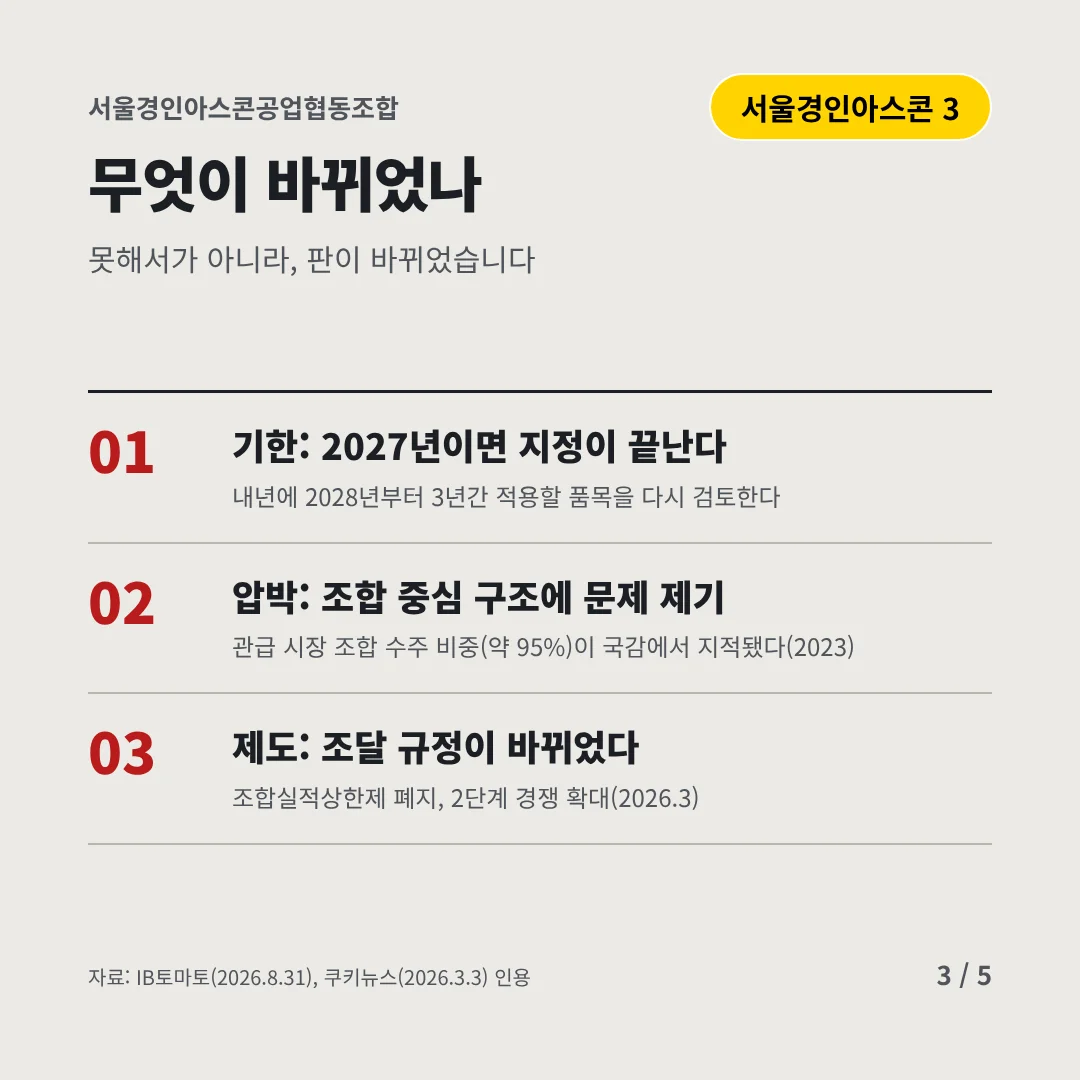 서울경인아스콘공업협동조합
서울경인아스콘 3
무엇이 바뀌었나
못해서가 아니라, 판이 바뀌었습니다
01
기한: 2027년이면 지정이 끝난다
내년에 2028년부터 3년간 적용할 품목을 다시 검토한다
02
압박: 조합 중심 구조에 문제 제기
관급 시장 조합 수주 비중(약 95%)이 국감에서 지적됐다(2023)
03
제도: 조달 규정이 바뀌었다
조합실적상한제 폐지, 2단계 경쟁 확대(2026.3)
자료: IB토마토(2026.8.31), 쿠키뉴스(2026.3.3) 인용
3 / 5